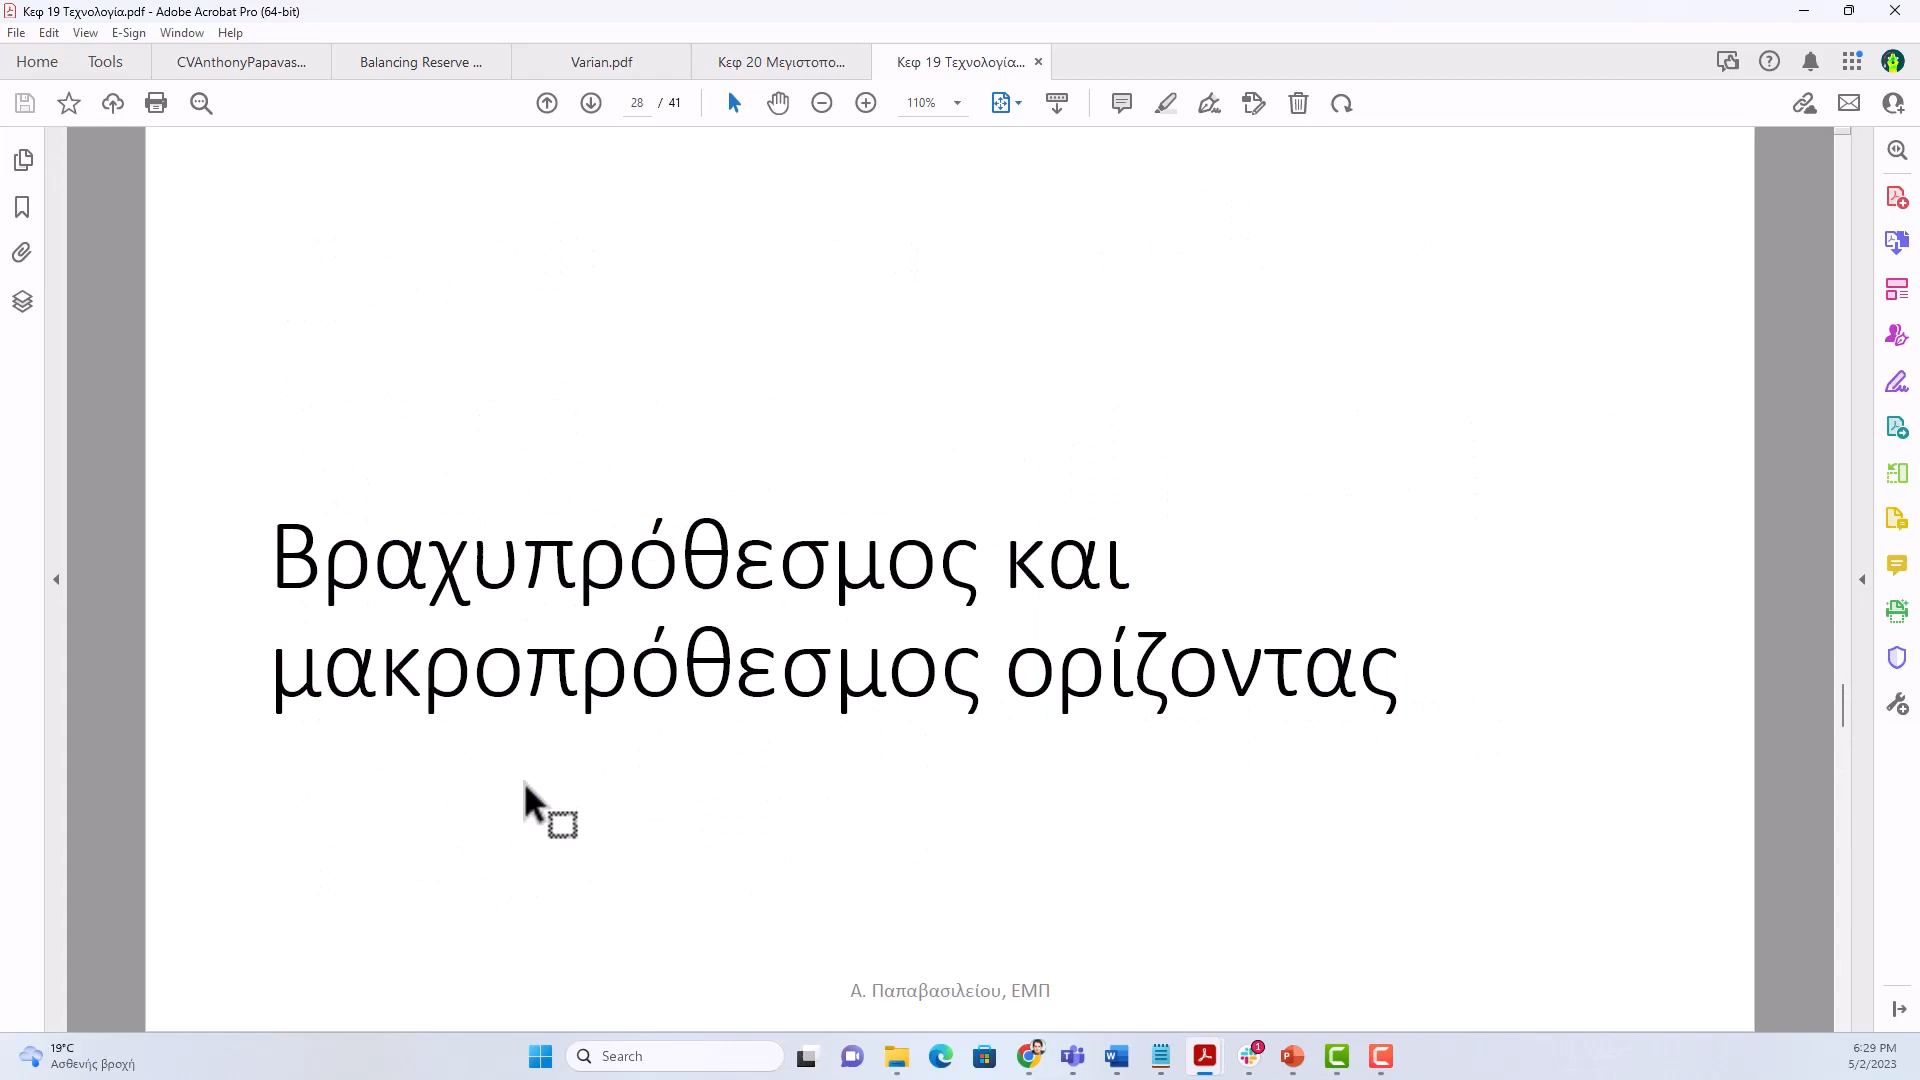 Κεφ 19 Τεχνολογία.pdf - Adobe Acrobat Pro (64-bit)
File Edit View E-Sign Window Help
Home Tools CVAnthonyPapavas... Balancing Reserve ... Varian.pdf Κεφ 20 Μεγιστοπο... Κεφ 19 Τεχνολογία...
28 / 41 110%
Βραχυπρόθεσμος και
μακροπρόθεσμος ορίζοντας
Α. Παπαβασιλείου, ΕΜΠ
19°C
Ασθενής βροχή
Search
1
6:29 PM
5/2/2023